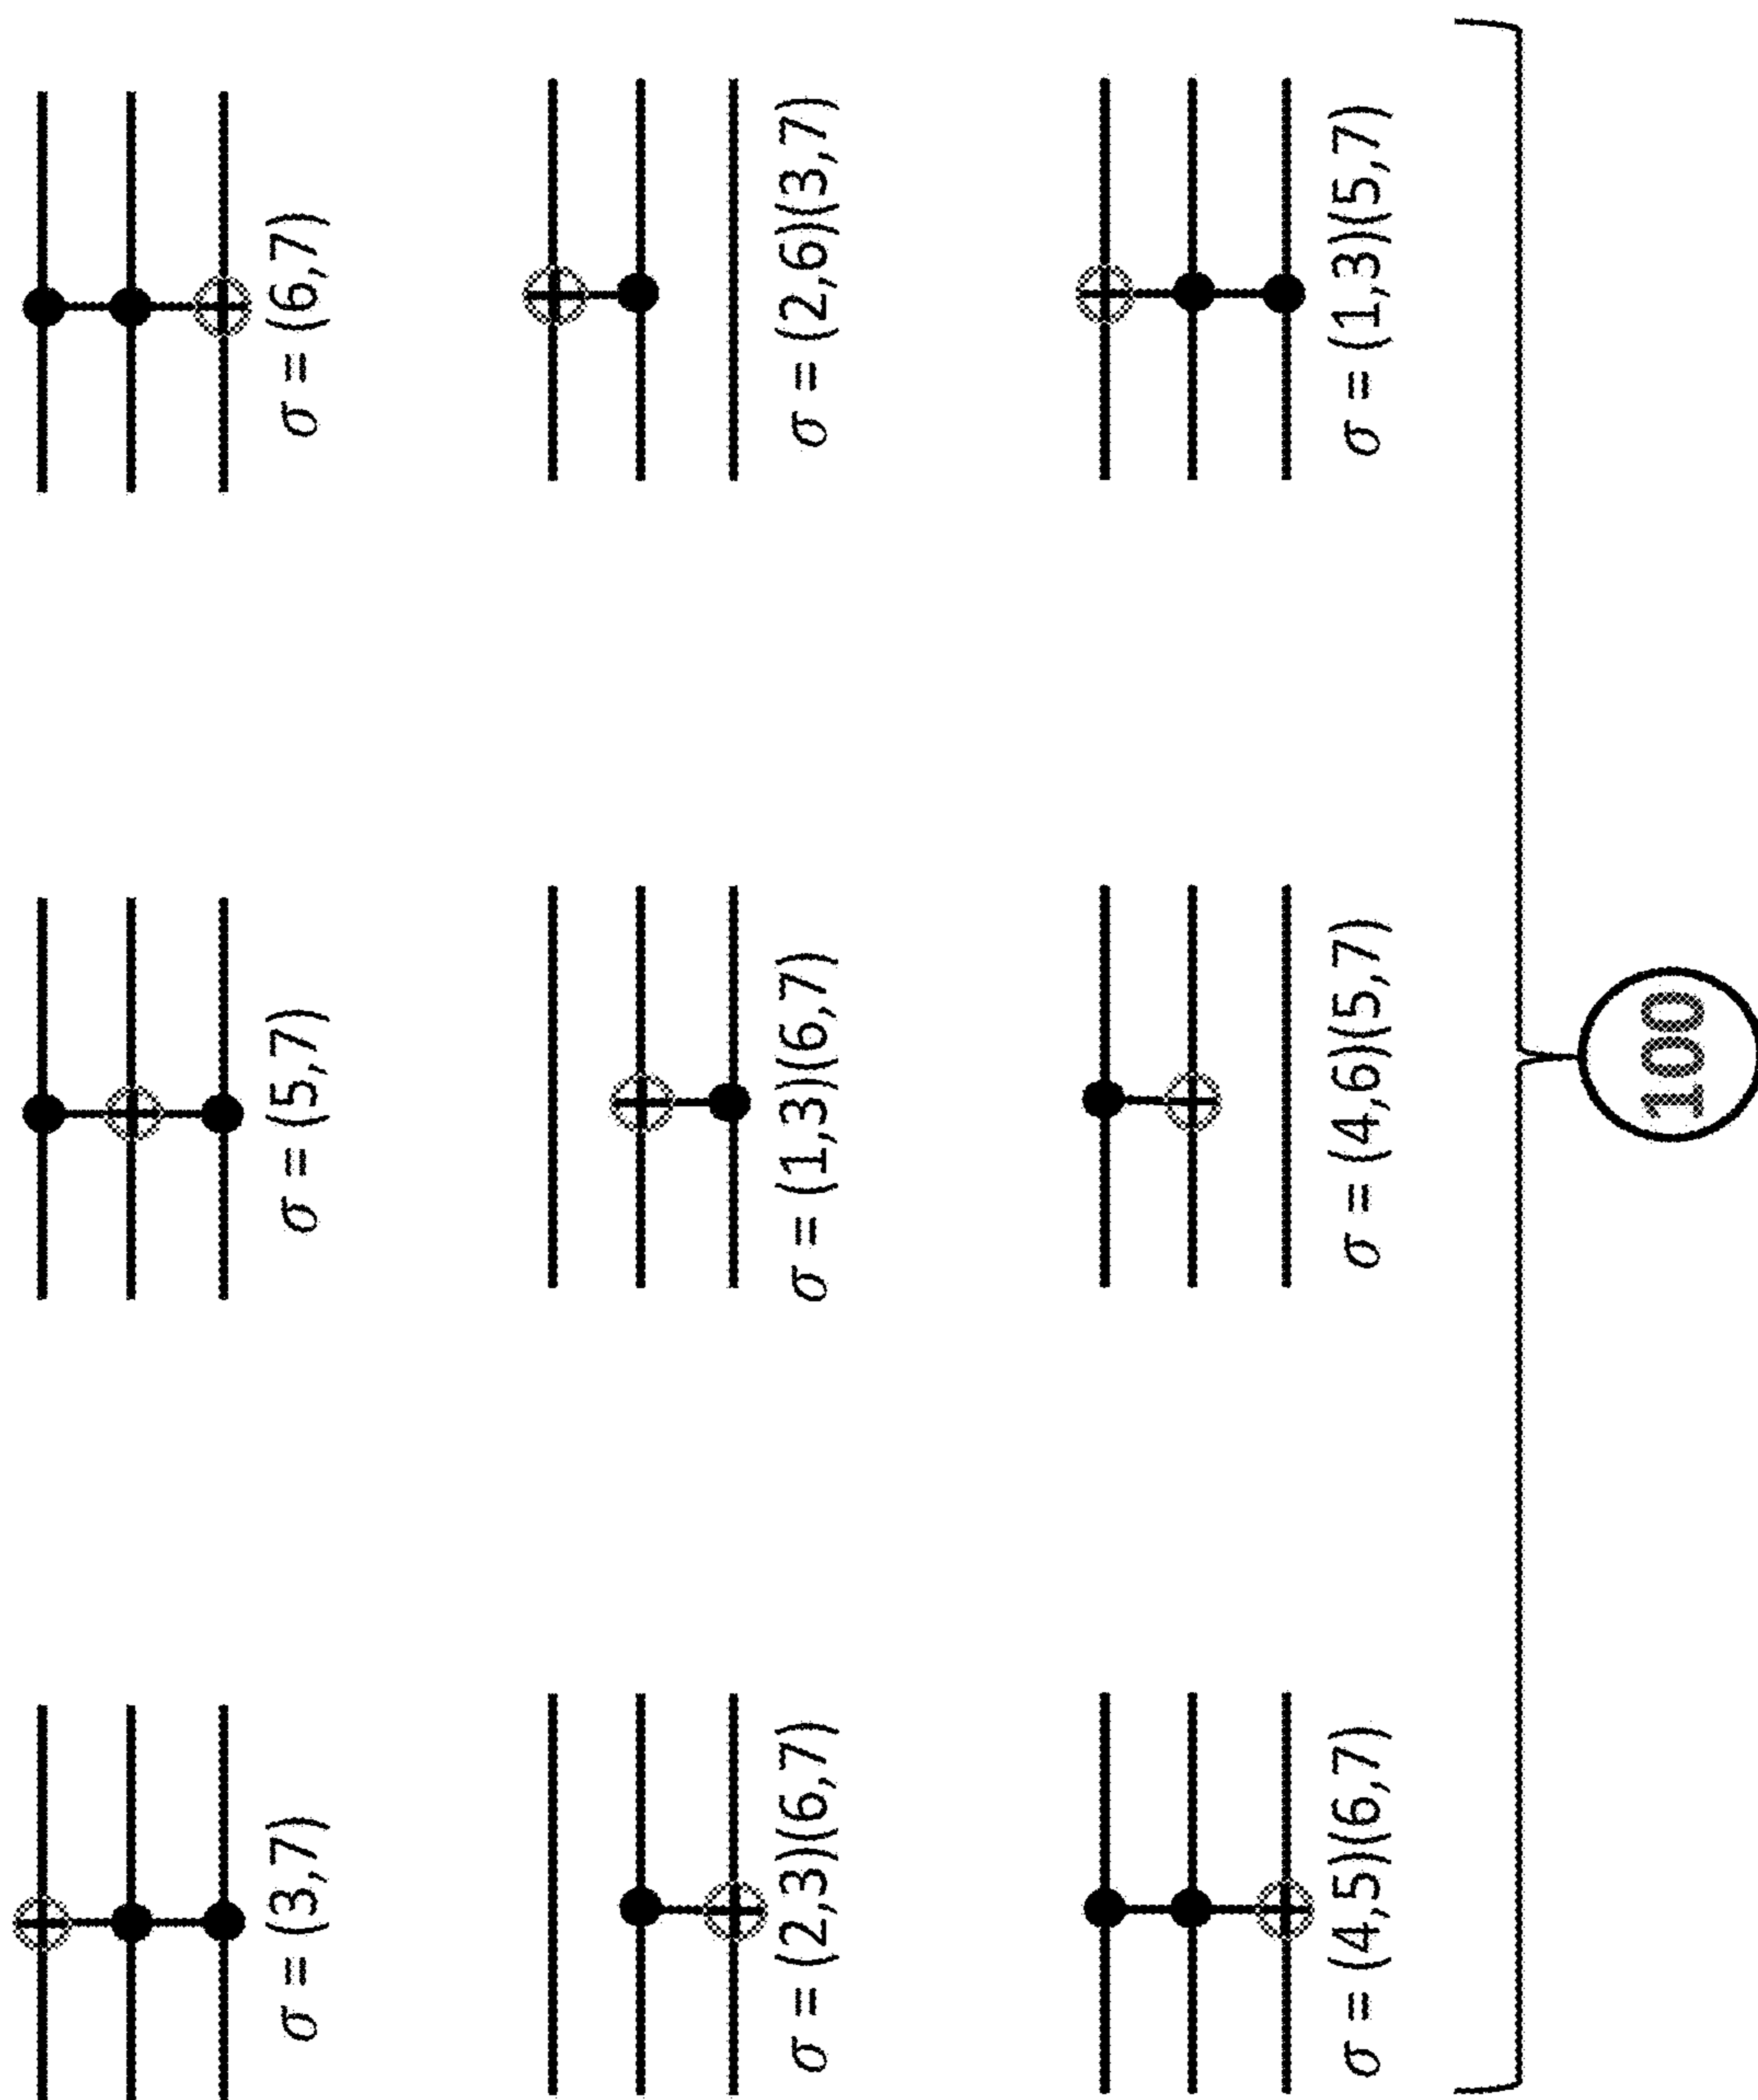 σ = (3,7)
σ = (5,7)
σ = (6,7)
σ = (2,3)(6,7)
σ = (1,3)(6,7)
σ = (2,6)(3,7)
σ = (4,5)(6,7)
σ = (4,6)(5,7)
σ = (1,3)(5,7)
100